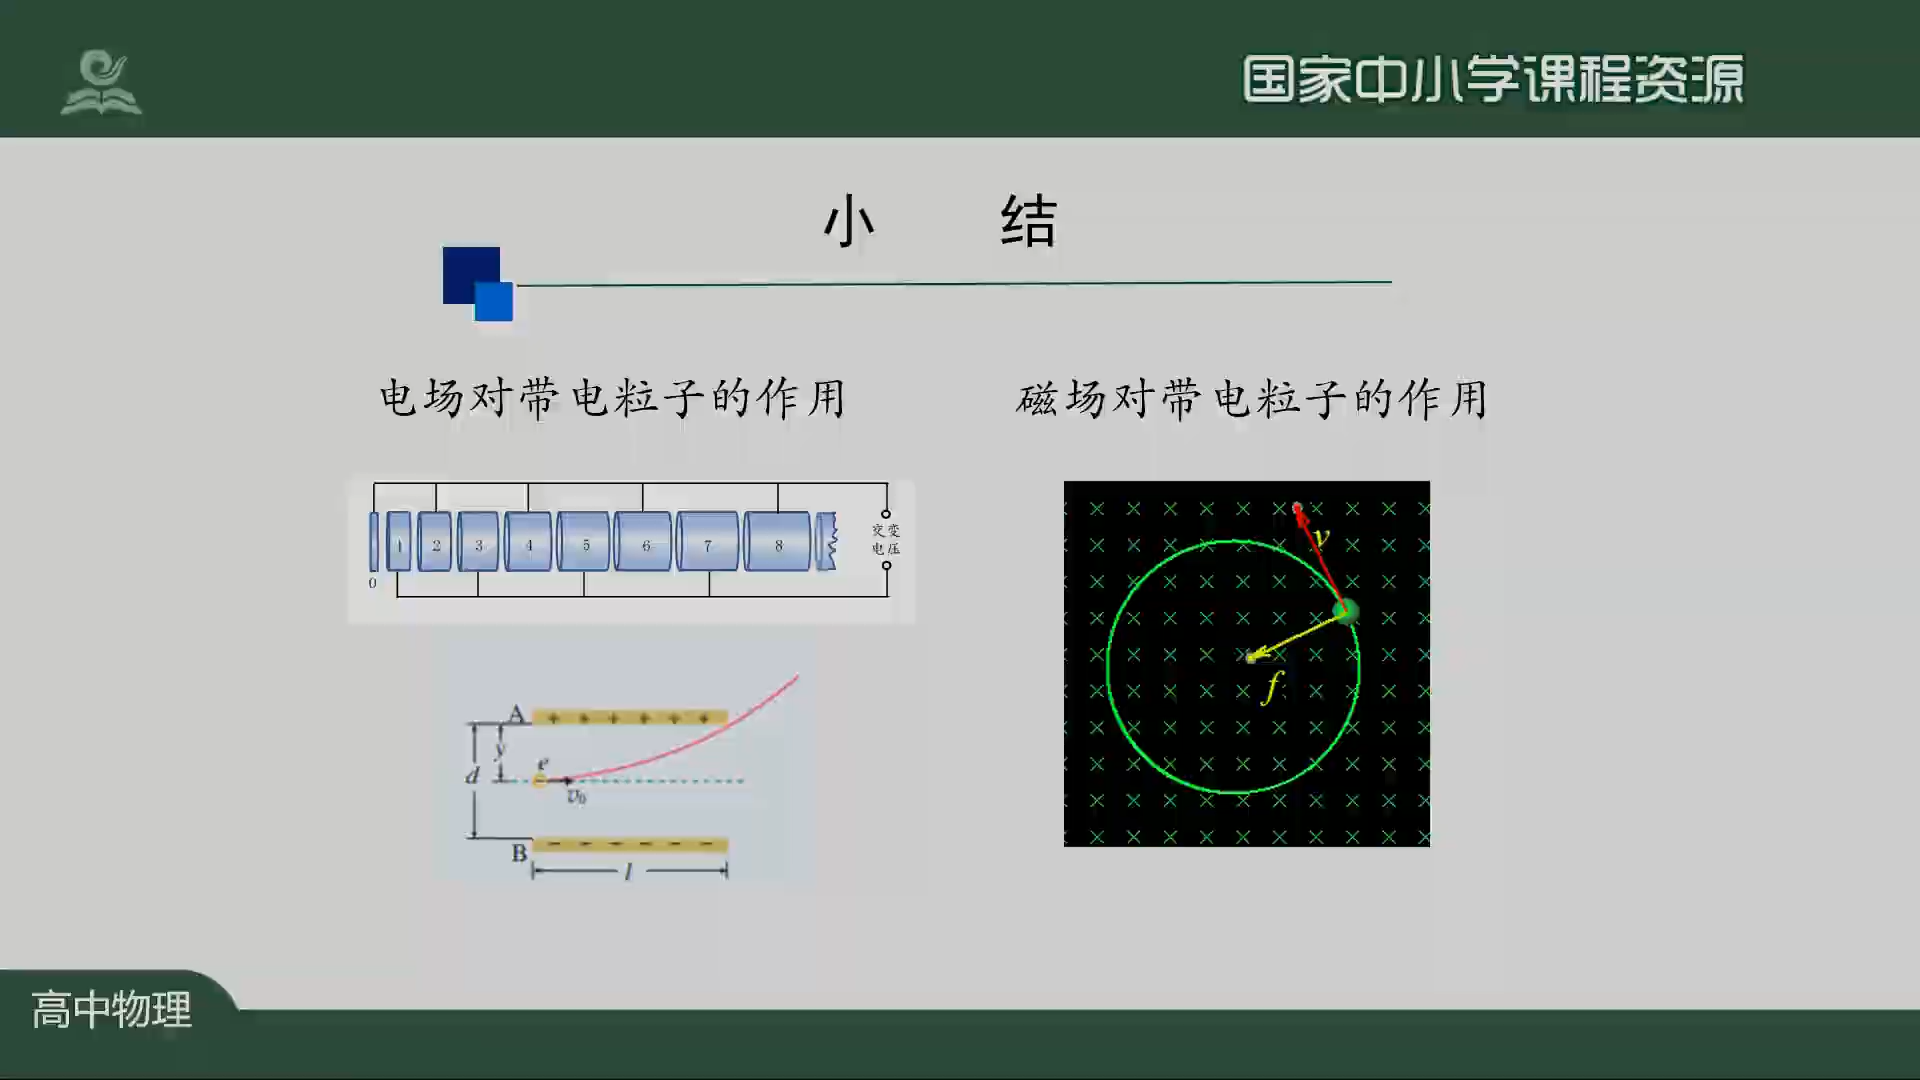 国家中小学课程资源
小 结
电场对带电粒子的作用
磁场对带电粒子的作用
0 1 2 3 4 5 6 7 8
交变
电压
A
y
d
e
v₀
B
l
v
f
高中物理